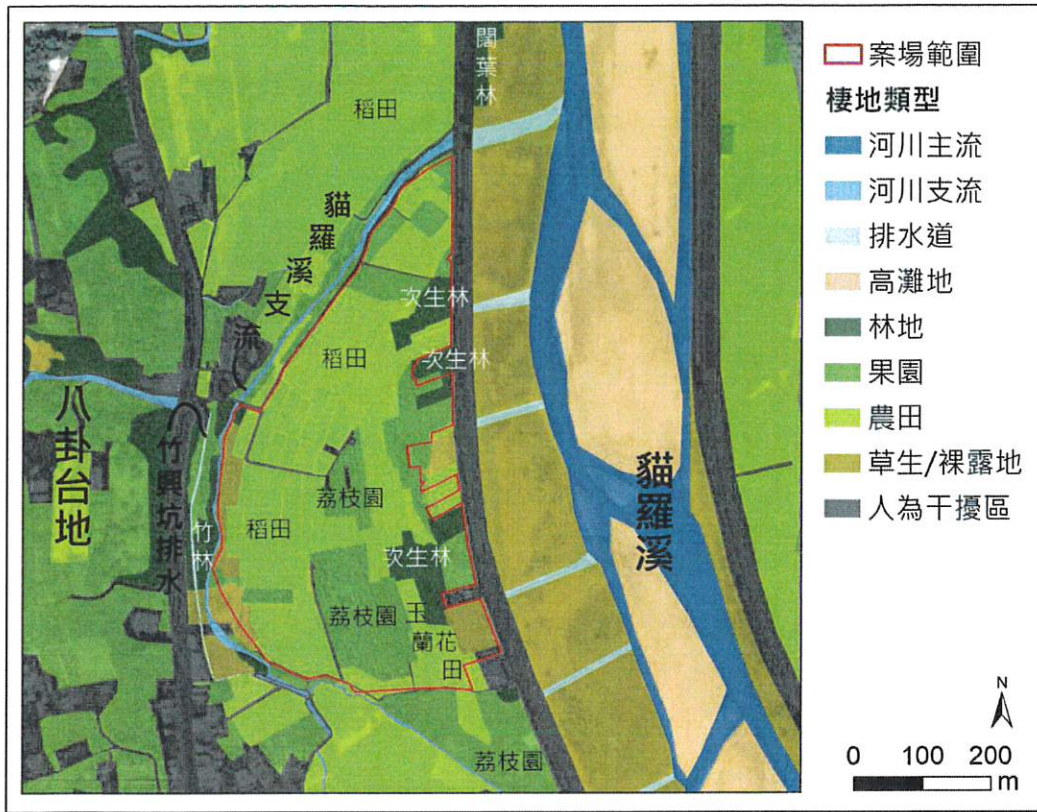 闊葉林
稻田
貓羅溪支流
次生林
次生林
稻田
八卦台地
竹興坑排水
竹林
稻田
荔枝園
次生林
荔枝園
玉蘭花田
荔枝園
貓羅溪
案場範圍
棲地類型
河川主流
河川支流
排水道
高灘地
林地
果園
農田
草生/裸露地
人為干擾區
N
0 100 200
m